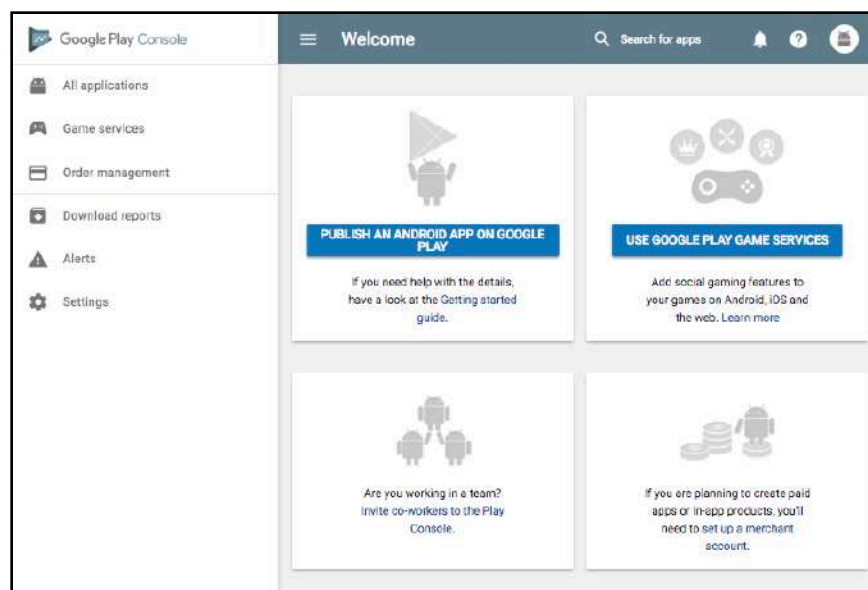 Google Play Console
All applications
Game services
Order management
Download reports
Alerts
Settings
Welcome
Search for apps
PUBLISH AN ANDROID APP ON GOOGLE
PLAY
If you need help with the details,
have a look at the Getting started
guide.
USE GOOGLE PLAY GAME SERVICES
Add social gaming features to
your games on Android, iOS and
the web. Learn more
Are you working in a team?
Invite co-workers to the Play
Console.
If you are planning to create paid
apps or in-app products, you'll
need to set up a merchant
account.